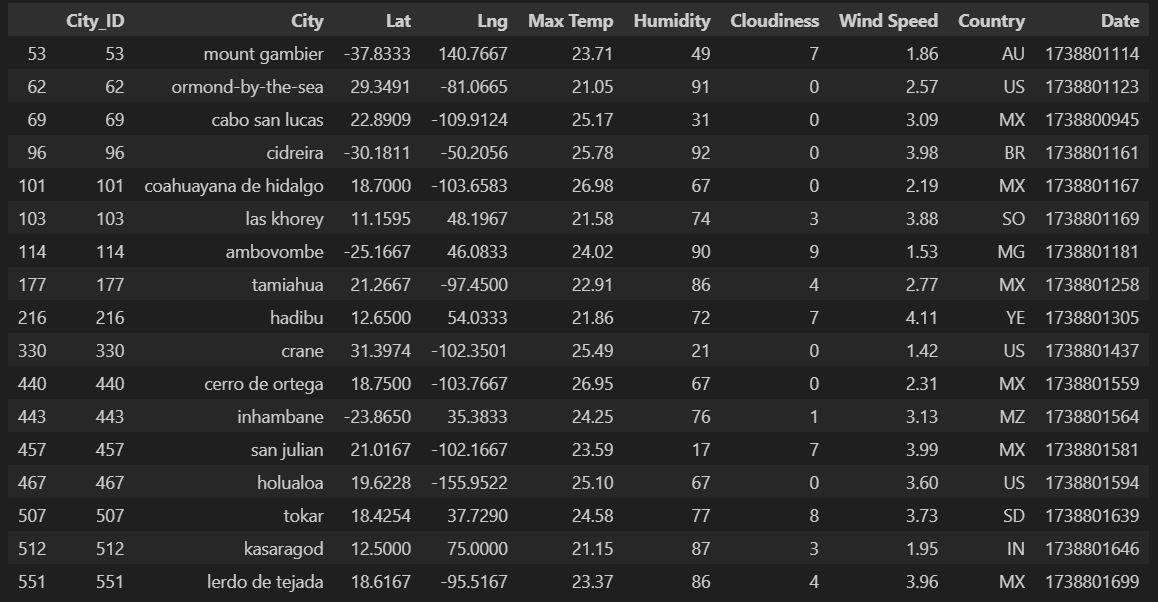 City_ID City Lat Lng Max Temp Humidity Cloudiness Wind Speed Country Date
53 53 mount gambier -37.8333 140.7667 23.71 49 7 1.86 AU 1738801114
62 62 ormond-by-the-sea 29.3491 -81.0665 21.05 91 0 2.57 US 1738801123
69 69 cabo san lucas 22.8909 -109.9124 25.17 31 0 3.09 MX 1738800945
96 96 cidreira -30.1811 -50.2056 25.78 92 0 3.98 BR 1738801161
101 101 coahuayana de hidalgo 18.7000 -103.6583 26.98 67 0 2.19 MX 1738801167
103 103 las khorey 11.1595 48.1967 21.58 74 3 3.88 SO 1738801169
114 114 ambovombe -25.1667 46.0833 24.02 90 9 1.53 MG 1738801181
177 177 tamiahua 21.2667 -97.4500 22.91 86 4 2.77 MX 1738801258
216 216 hadibu 12.6500 54.0333 21.86 72 7 4.11 YE 1738801305
330 330 crane 31.3974 -102.3501 25.49 21 0 1.42 US 1738801437
440 440 cerro de ortega 18.7500 -103.7667 26.95 67 0 2.31 MX 1738801559
443 443 inhambane -23.8650 35.3833 24.25 76 1 3.13 MZ 1738801564
457 457 san julian 21.0167 -102.1667 23.59 17 7 3.99 MX 1738801581
467 467 holualoa 19.6228 -155.9522 25.10 67 0 3.60 US 1738801594
507 507 tokar 18.4254 37.7290 24.58 77 8 3.73 SD 1738801639
512 512 kasaragod 12.5000 75.0000 21.15 87 3 1.95 IN 1738801646
551 551 lerdo de tejada 18.6167 -95.5167 23.37 86 4 3.96 MX 1738801699